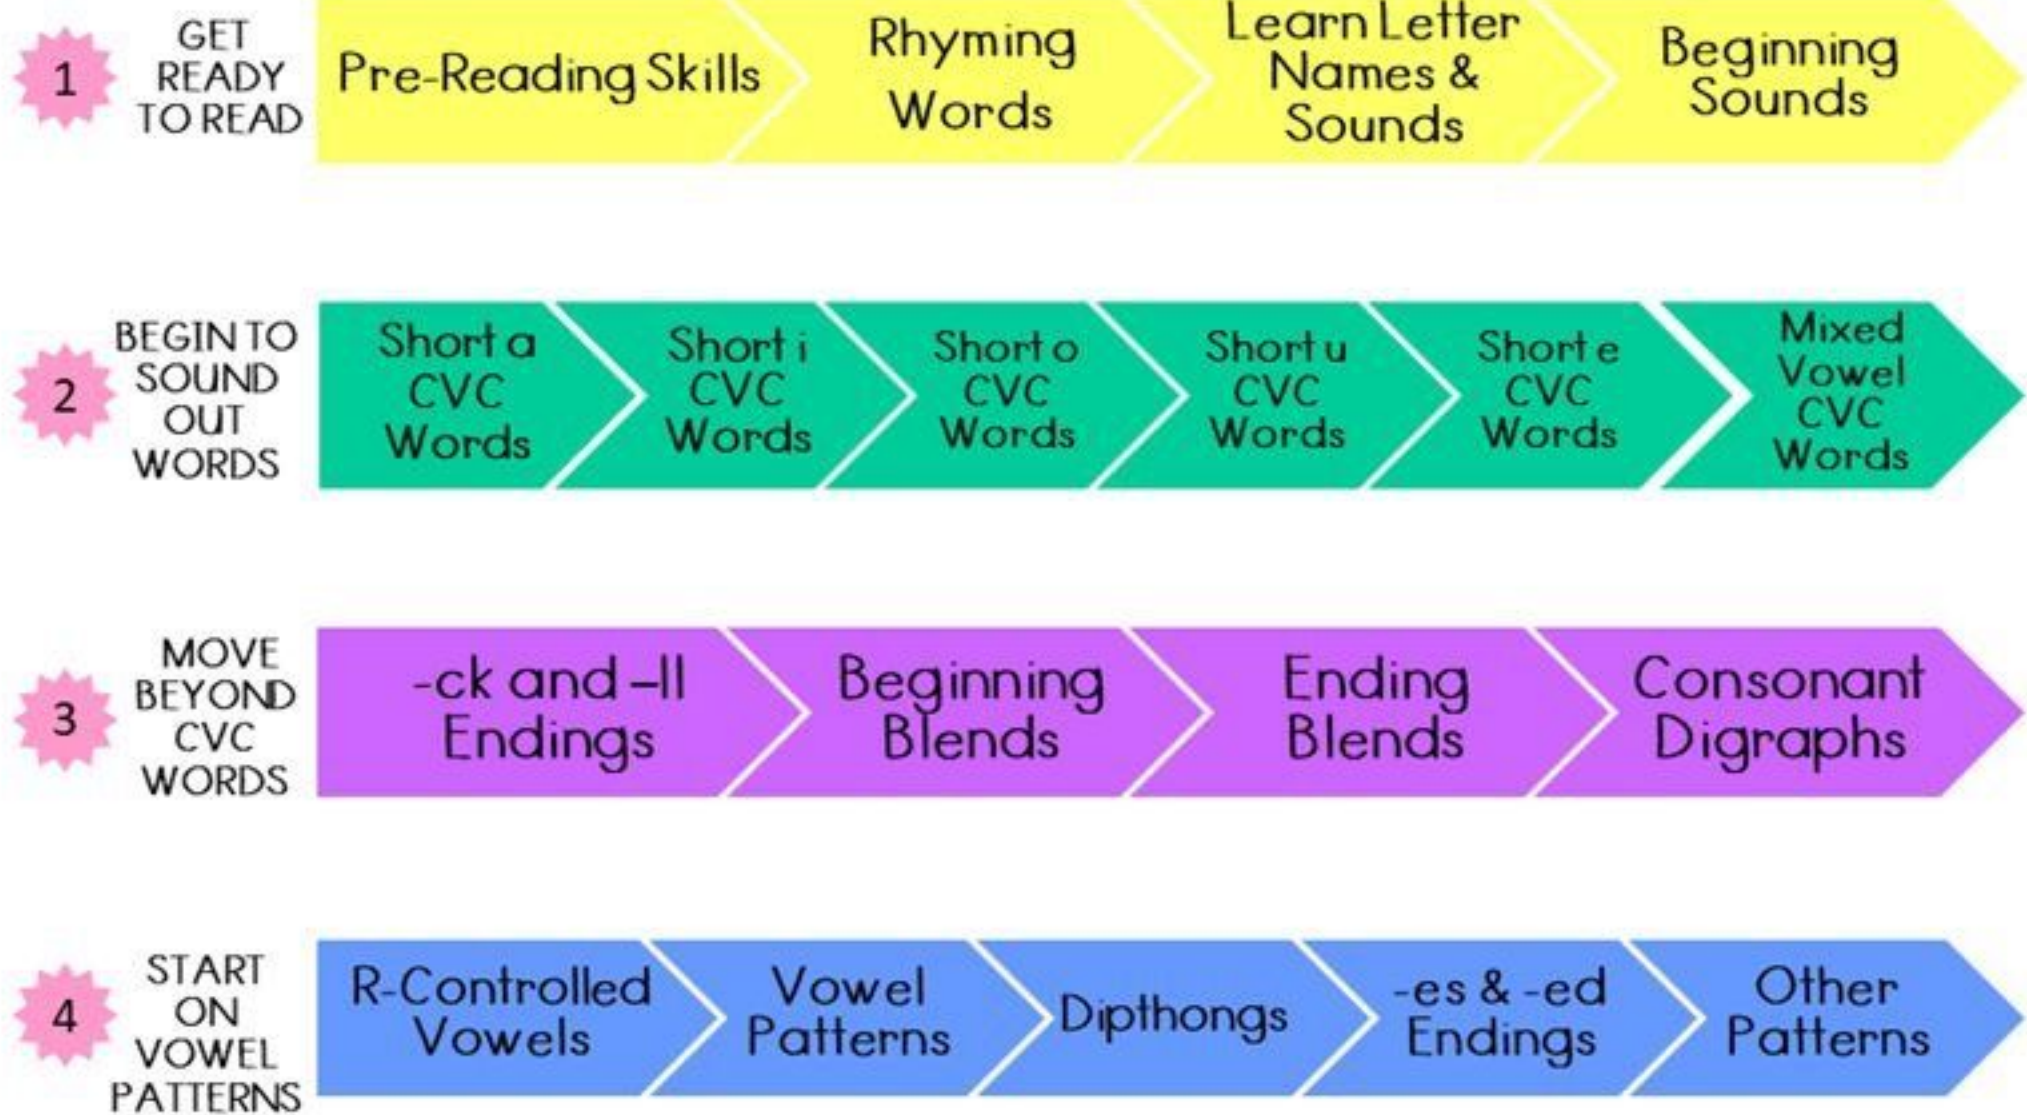 1
GET
READY
TO READ
Pre-Reading Skills
Rhyming
Words
Learn Letter
Names &
Sounds
Beginning
Sounds
2
BEGIN TO
SOUND
OUT
WORDS
Short a
CVC
Words
Short i
CVC
Words
Short o
CVC
Words
Short u
CVC
Words
Short e
CVC
Words
Mixed
Vowel
CVC
Words
3
MOVE
BEYOND
CVC
WORDS
-ck and –ll
Endings
Beginning
Blends
Ending
Blends
Consonant
Digraphs
4
START
ON
VOWEL
PATTERNS
R-Controlled
Vowels
Vowel
Patterns
Dipthongs
-es & -ed
Endings
Other
Patterns